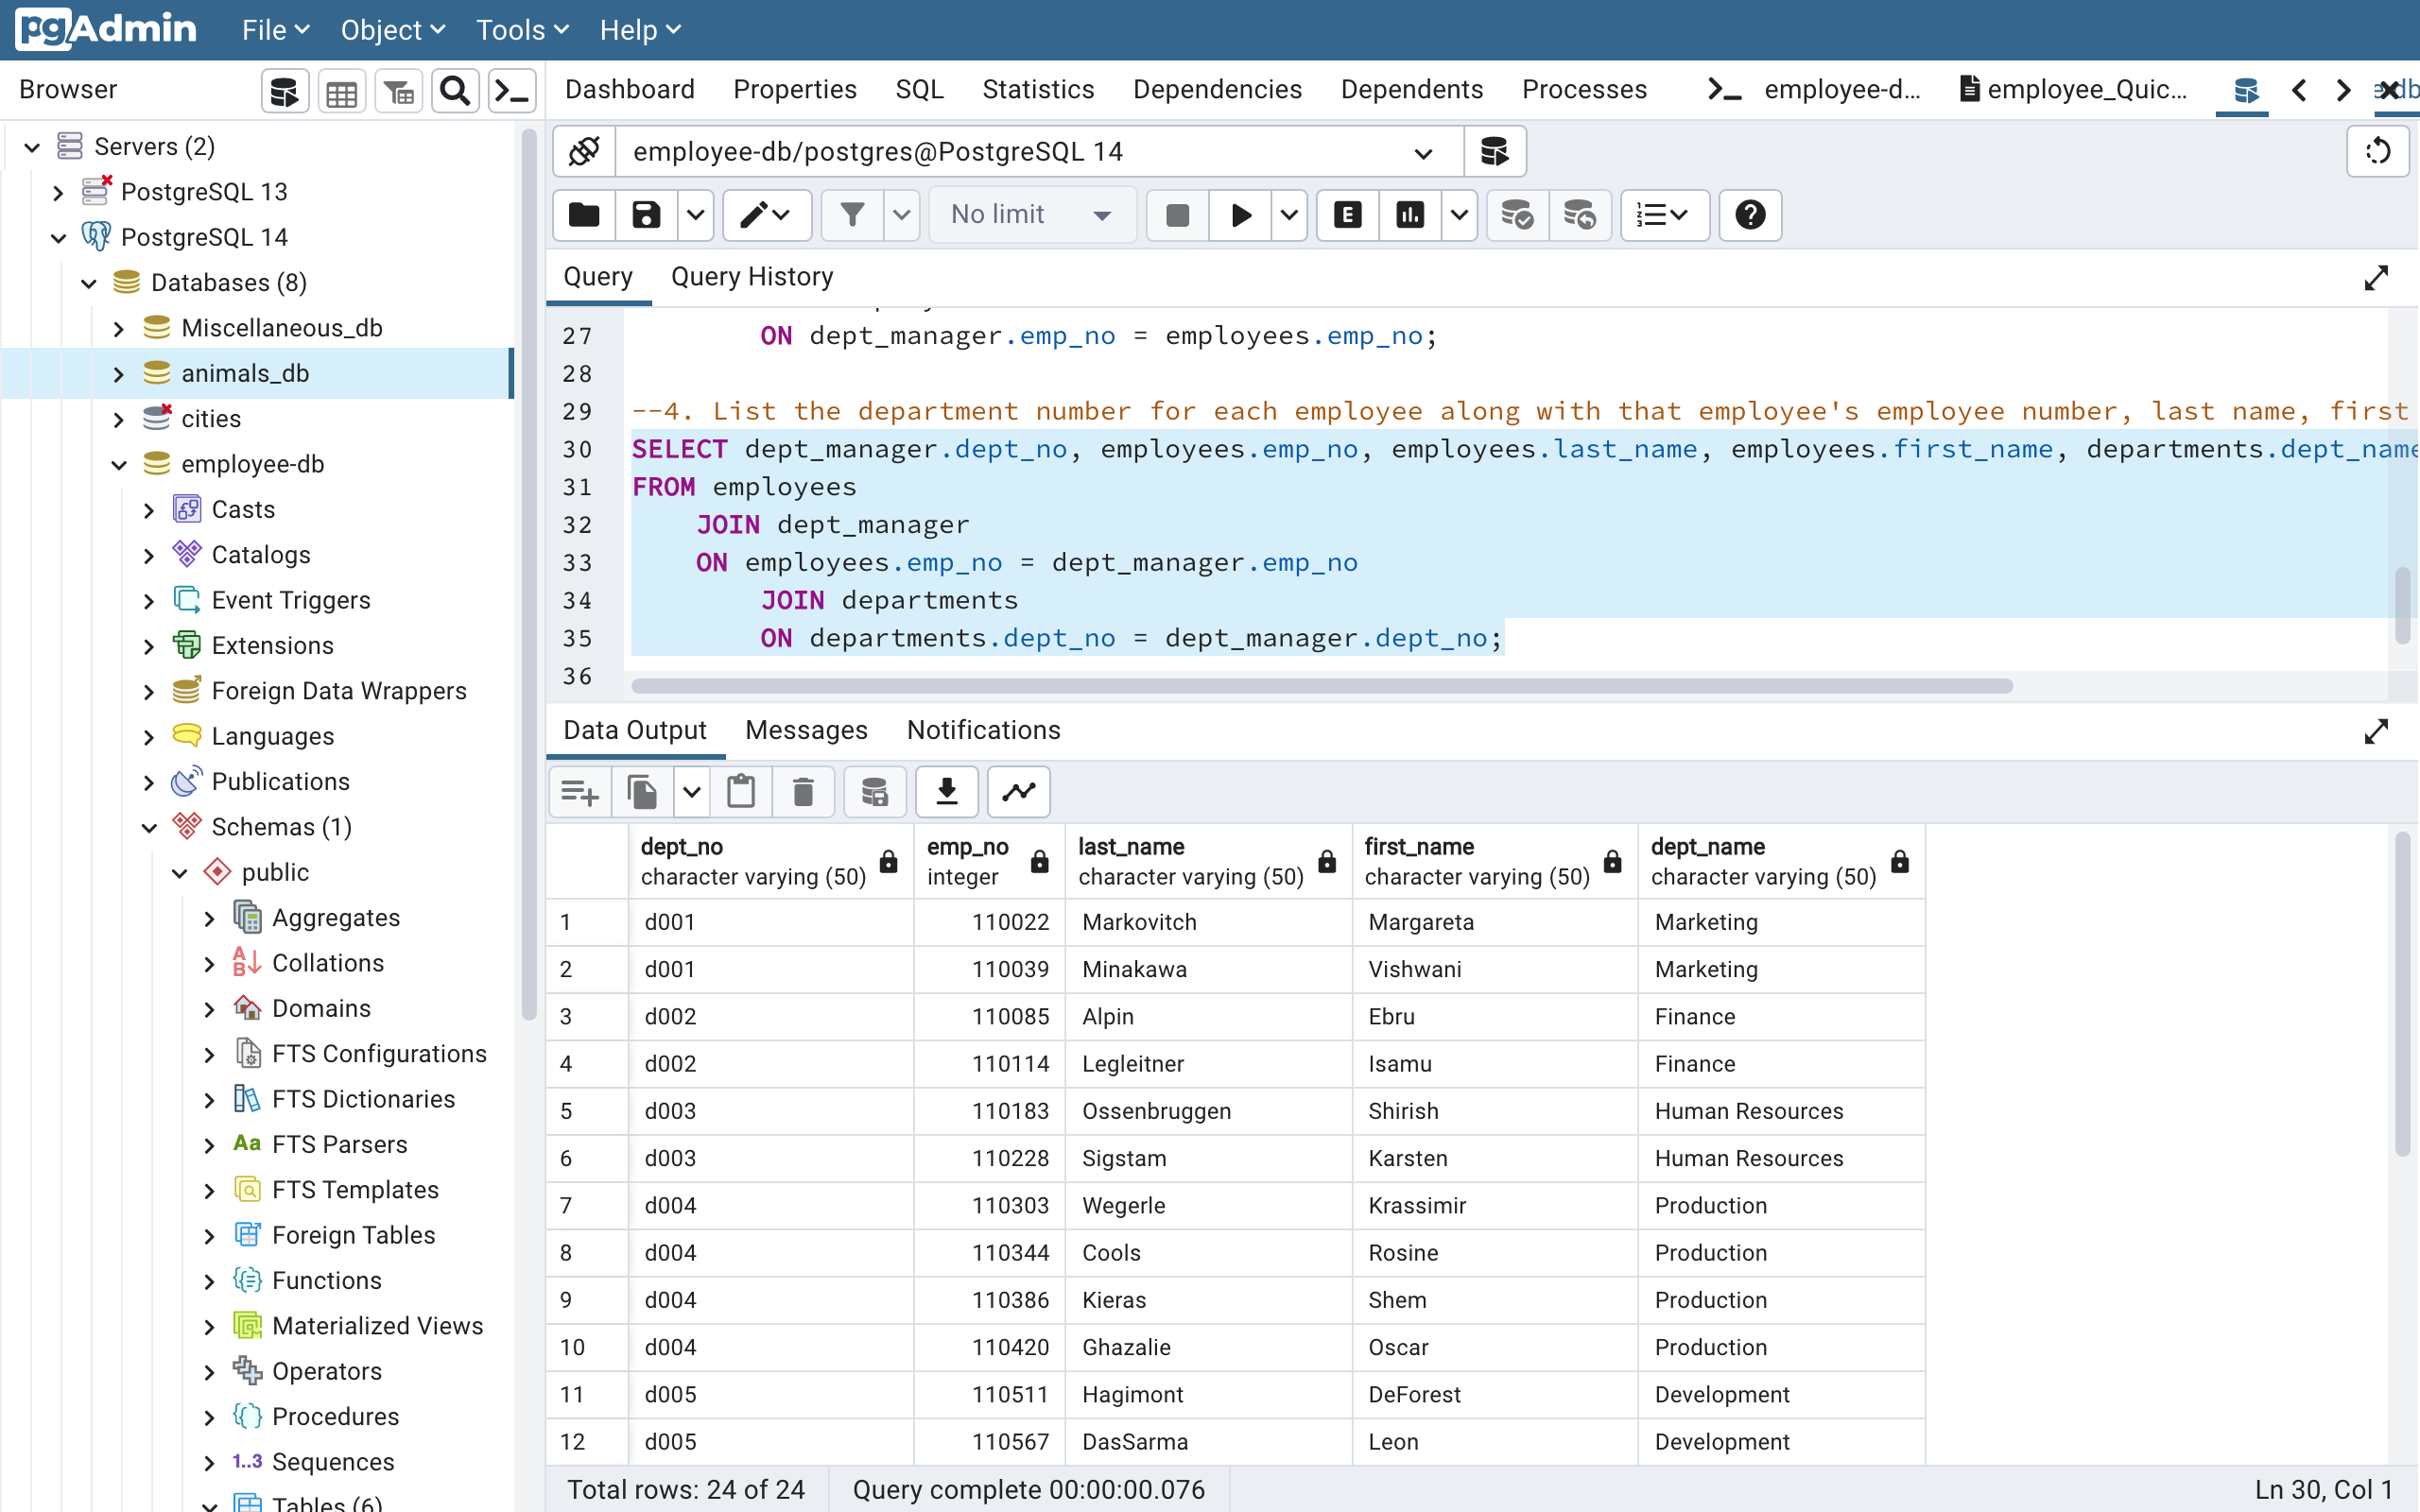 pgAdmin
File Object Tools Help
Browser
Dashboard Properties SQL Statistics Dependencies Dependents Processes employee-d... employee_Quic...
Servers (2)
PostgreSQL 13
PostgreSQL 14
Databases (8)
Miscellaneous_db
animals_db
cities
employee-db
Casts
Catalogs
Event Triggers
Extensions
Foreign Data Wrappers
Languages
Publications
Schemas (1)
public
Aggregates
Collations
Domains
FTS Configurations
FTS Dictionaries
Aa FTS Parsers
FTS Templates
Foreign Tables
Functions
Materialized Views
Operators
Procedures
1..3 Sequences
Tables (6)
employee-db/postgres@PostgreSQL 14
No limit
E
Query Query History
27 ON dept_manager.emp_no = employees.emp_no;
28
29 --4. List the department number for each employee along with that employee's employee number, last name, first
30 SELECT dept_manager.dept_no, employees.emp_no, employees.last_name, employees.first_name, departments.dept_name
31 FROM employees
32 JOIN dept_manager
33 ON employees.emp_no = dept_manager.emp_no
34 JOIN departments
35 ON departments.dept_no = dept_manager.dept_no;
36
Data Output Messages Notifications
dept_no emp_no last_name first_name dept_name
character varying (50) integer character varying (50) character varying (50) character varying (50)
1 d001 110022 Markovitch Margareta Marketing
2 d001 110039 Minakawa Vishwani Marketing
3 d002 110085 Alpin Ebru Finance
4 d002 110114 Legleitner Isamu Finance
5 d003 110183 Ossenbruggen Shirish Human Resources
6 d003 110228 Sigstam Karsten Human Resources
7 d004 110303 Wegerle Krassimir Production
8 d004 110344 Cools Rosine Production
9 d004 110386 Kieras Shem Production
10 d004 110420 Ghazalie Oscar Production
11 d005 110511 Hagimont DeForest Development
12 d005 110567 DasSarma Leon Development
Total rows: 24 of 24 Query complete 00:00:00.076 Ln 30, Col 1